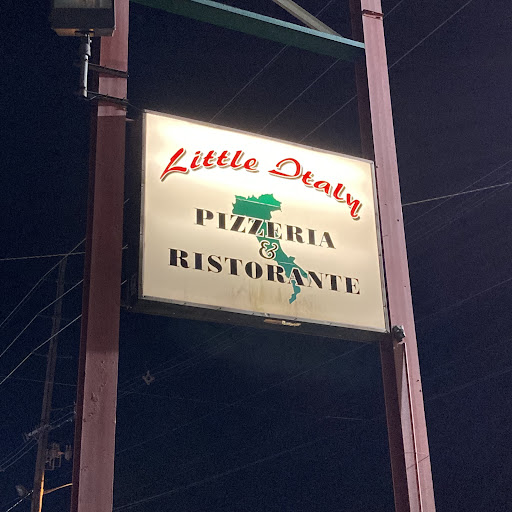 Little Italy
PIZZERIA
&
RISTORANTE